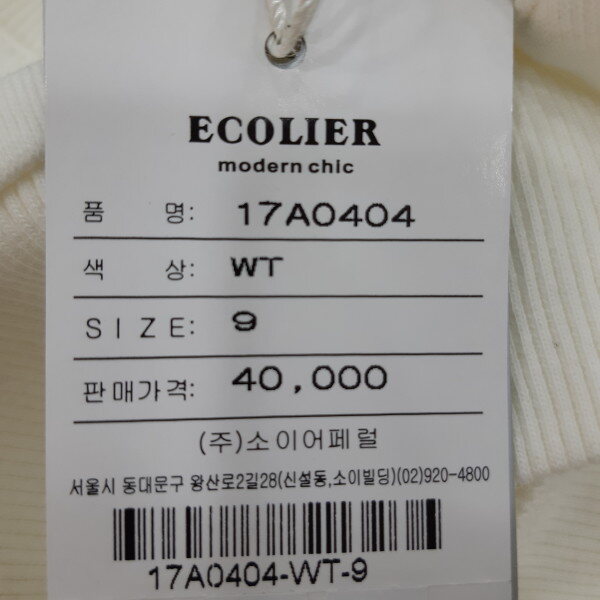 ECOLIER
modern chic
품 명: 17A0404
색 상: WT
SIZE: 9
판매가격: 40,000
(주)소이어페럴
서울시 동대문구 왕산로2길28(신설동,소이빌딩)(02)920-4800
17A0404-WT-9